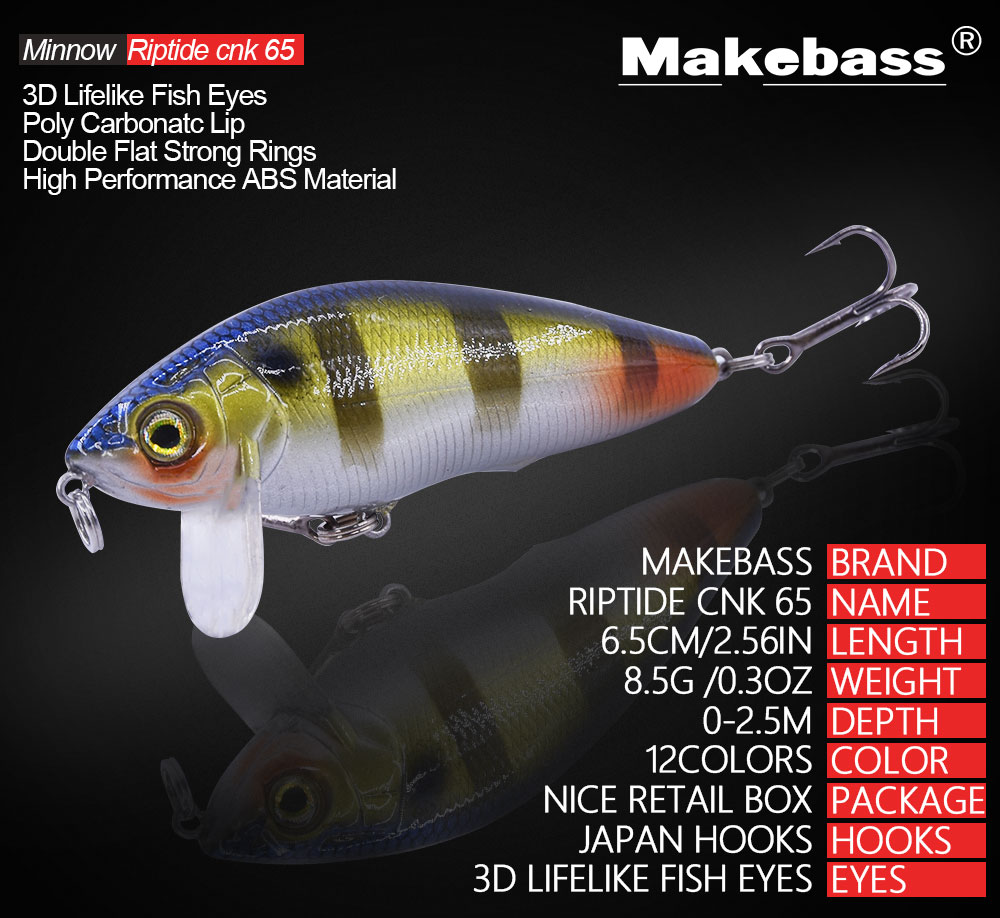 Minnow Riptide cnk 65
Makebass®
3D Lifelike Fish Eyes
Poly Carbonatc Lip
Double Flat Strong Rings
High Performance ABS Material
MAKEBASS BRAND
RIPTIDE CNK 65 NAME
6.5CM/2.56IN LENGTH
8.5G /0.3OZ WEIGHT
0-2.5M DEPTH
12COLORS COLOR
NICE RETAIL BOX PACKAGE
JAPAN HOOKS HOOKS
3D LIFELIKE FISH EYES EYES